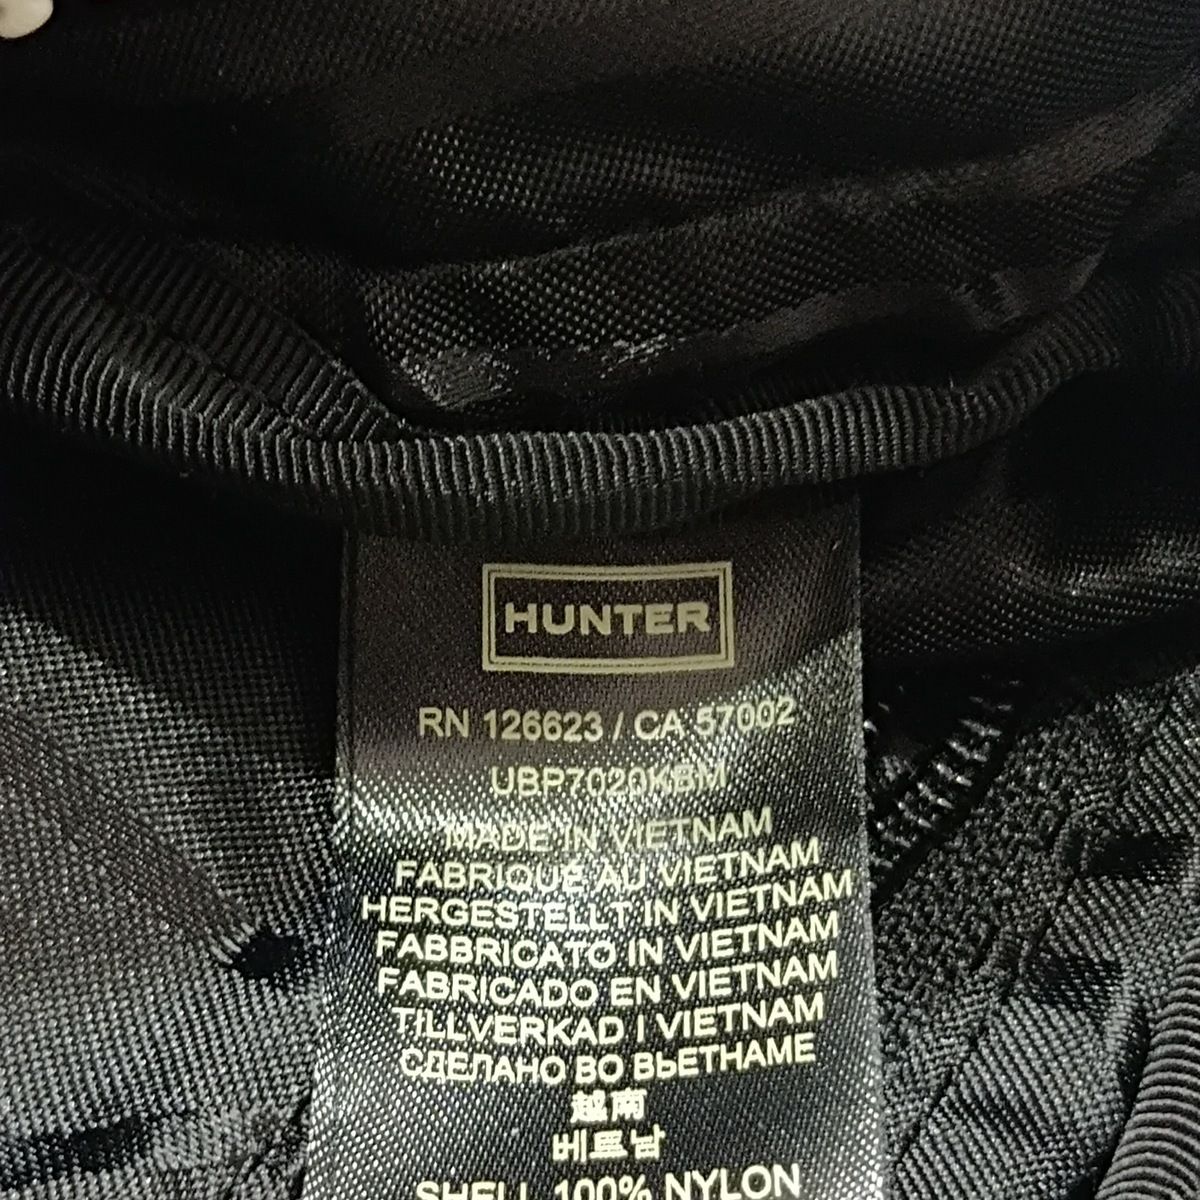 HUNTER
RN 126623 / CA 57002
UBP7020KBM
MADE IN VIETNAM
FABRIQUÉ AU VIETNAM
HERGESTELLT IN VIETNAM
FABBRICATO IN VIETNAM
FABRICADO EN VIETNAM
TILLVERKAD I VIETNAM
СДЕЛАНО ВО ВЬЕТНАМЕ
越南
베트남
SHELL 100% NYLON